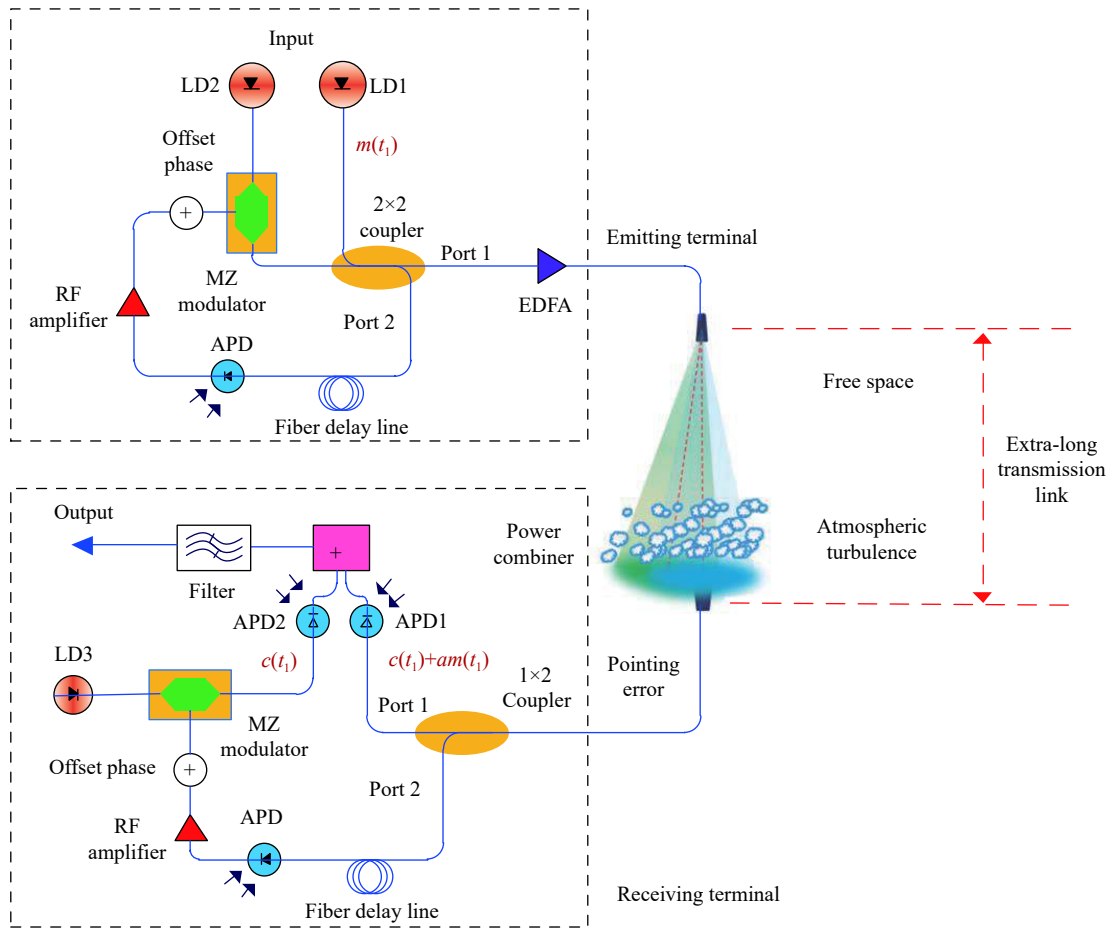 Input
LD2
LD1
m(t₁)
Offset
phase
+
2×2
coupler
Port 1
Emitting terminal
MZ
modulator
EDFA
RF
amplifier
Port 2
APD
Fiber delay line
Free space
Extra-long
transmission
link
Atmospheric
turbulence
Output
Filter
+
Power
combiner
APD2
APD1
LD3
c(t₁)
c(t₁)+am(t₁)
Pointing
error
1×2
Coupler
Port 1
MZ
modulator
Offset phase
+
Port 2
RF
amplifier
APD
Fiber delay line
Receiving terminal